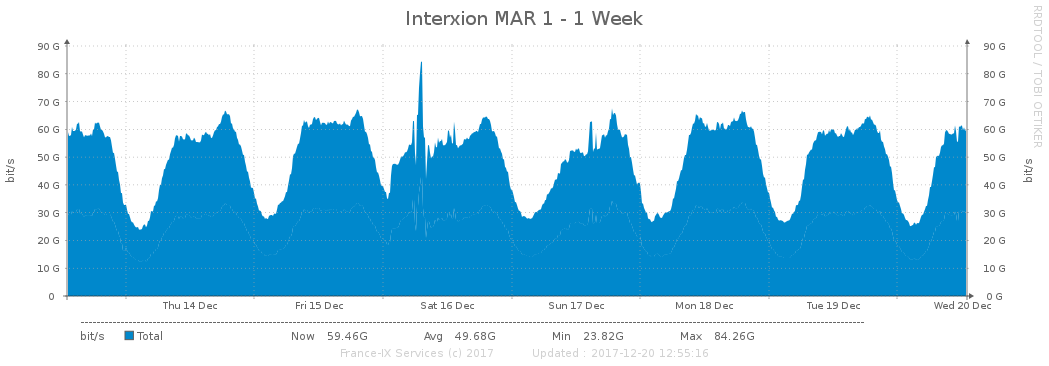 Interxion MAR 1 - 1 Week
RRDTOOL / TOBI OETIKER
90 G 90 G
80 G 80 G
70 G 70 G
60 G 60 G
50 G 50 G
40 G 40 G
30 G 30 G
20 G 20 G
10 G 10 G
0 0 G
bit/s
bit/s
Thu 14 Dec Fri 15 Dec Sat 16 Dec Sun 17 Dec Mon 18 Dec Tue 19 Dec Wed 20 Dec
bit/s Total Now 59.46G Avg 49.68G Min 23.82G Max 84.26G
France-IX Services (c) 2017 Updated : 2017-12-20 12:55:16